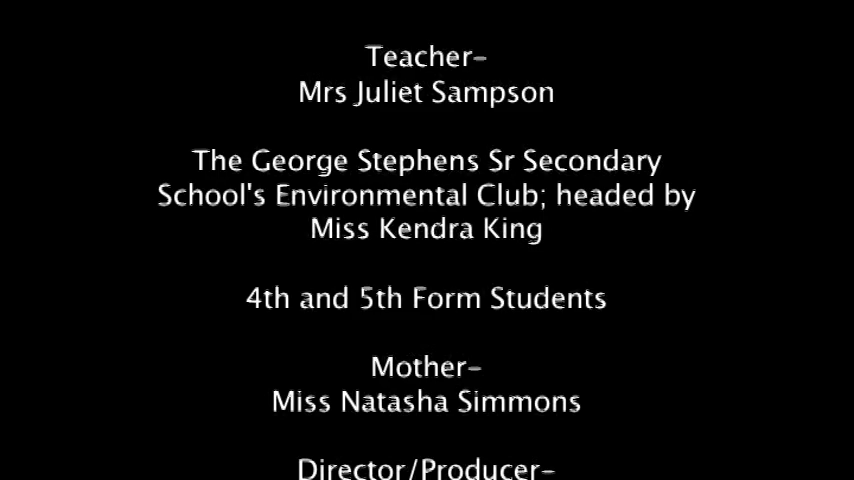 Teacher-
Mrs Juliet Sampson
The George Stephens Sr Secondary
School's Environmental Club; headed by
Miss Kendra King
4th and 5th Form Students
Mother-
Miss Natasha Simmons
Director/Producer-